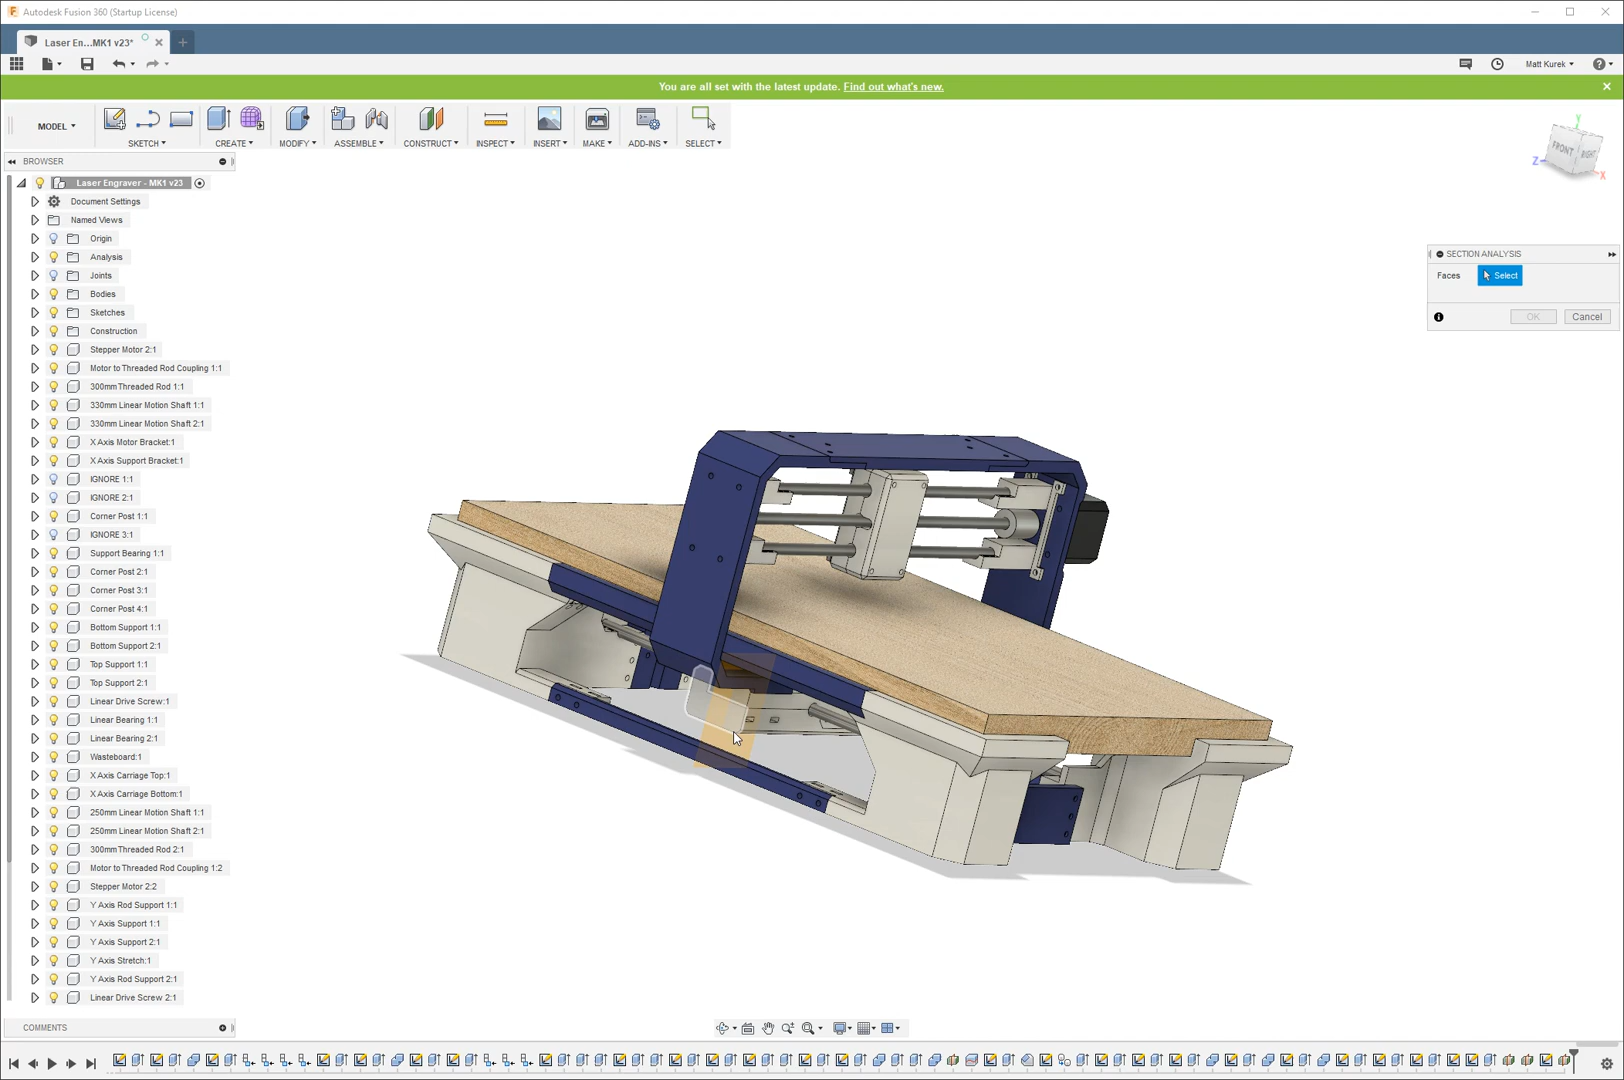 Autodesk Fusion 360 (Startup License)
Laser En...MK1 v23*
Matt Kurek
You are all set with the latest update. Find out what's new.
MODEL
SKETCH
CREATE
MODIFY
ASSEMBLE
CONSTRUCT
INSPECT
INSERT
MAKE
ADD-INS
SELECT
Y
FRONT
RIGHT
Z
X
BROWSER
Laser Engraver - MK1 v23
Document Settings
Named Views
Origin
Analysis
Joints
Bodies
Sketches
Construction
Stepper Motor 2:1
Motor to Threaded Rod Coupling 1:1
300mm Threaded Rod 1:1
330mm Linear Motion Shaft 1:1
330mm Linear Motion Shaft 2:1
X Axis Motor Bracket:1
X Axis Support Bracket:1
IGNORE 1:1
IGNORE 2:1
Corner Post 1:1
IGNORE 3:1
Support Bearing 1:1
Corner Post 2:1
Corner Post 3:1
Corner Post 4:1
Bottom Support 1:1
Bottom Support 2:1
Top Support 1:1
Top Support 2:1
Linear Drive Screw:1
Linear Bearing 1:1
Linear Bearing 2:1
Wasteboard:1
X Axis Carriage Top:1
X Axis Carriage Bottom:1
250mm Linear Motion Shaft 1:1
250mm Linear Motion Shaft 2:1
300mm Threaded Rod 2:1
Motor to Threaded Rod Coupling 1:2
Stepper Motor 2:2
Y Axis Rod Support 1:1
Y Axis Support 1:1
Y Axis Support 2:1
Y Axis Stretch:1
Y Axis Rod Support 2:1
Linear Drive Screw 2:1
SECTION ANALYSIS
Faces
Select
OK
Cancel
COMMENTS